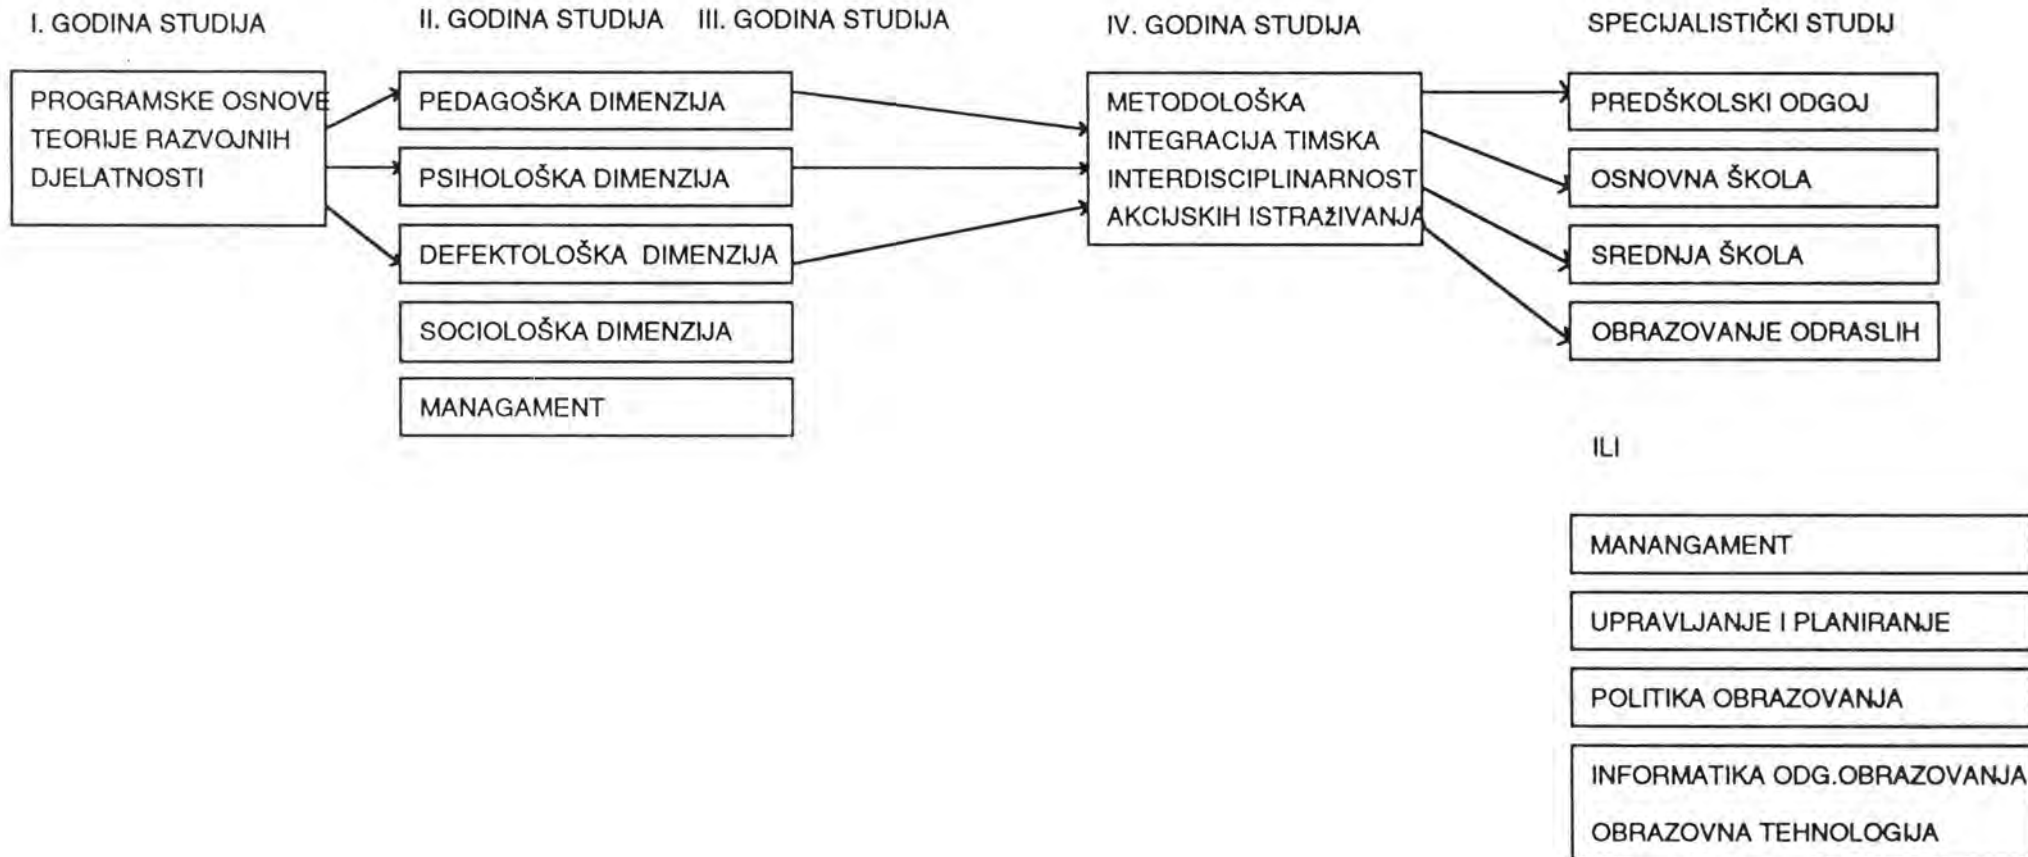 I. GODINA STUDIJA
II. GODINA STUDIJA III. GODINA STUDIJA
IV. GODINA STUDIJA
SPECIJALISTIČKI STUDIJ
PROGRAMSKE OSNOVE
TEORIJE RAZVOJNIH
DJELATNOSTI
PEDAGOŠKA DIMENZIJA
PSIHOLOŠKA DIMENZIJA
DEFEKTOLOŠKA DIMENZIJA
SOCIOLOŠKA DIMENZIJA
MANAGAMENT
METODOLOŠKA
INTEGRACIJA TIMSKA
INTERDISCIPLINARNOST
AKCIJSKIH ISTRAžIVANJA
PREDŠKOLSKI ODGOJ
OSNOVNA ŠKOLA
SREDNJA ŠKOLA
OBRAZOVANJE ODRASLIH
ILI
MANANGAMENT
UPRAVLJANJE I PLANIRANJE
POLITIKA OBRAZOVANJA
INFORMATIKA ODG.OBRAZOVANJA
OBRAZOVNA TEHNOLOGIJA